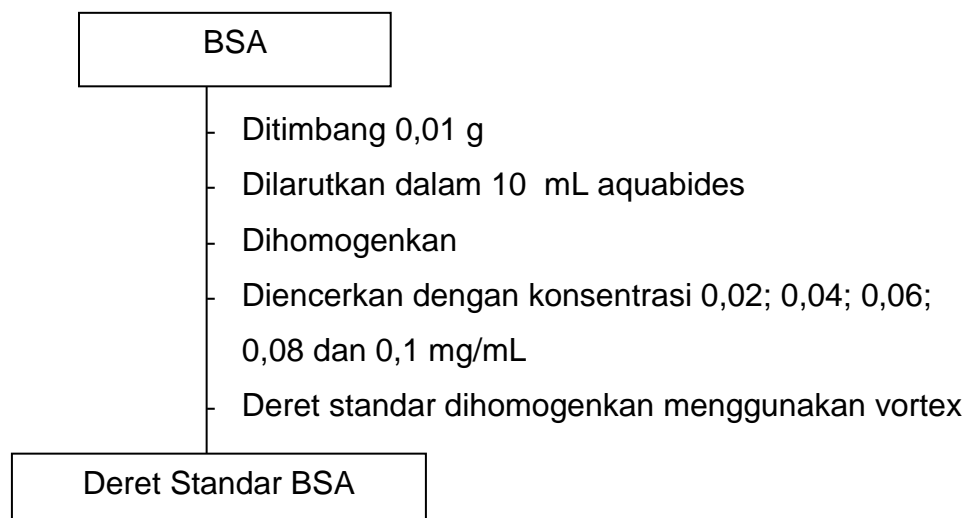 BSA
- Ditimbang 0,01 g
- Dilarutkan dalam 10 mL aquabides
- Dihomogenkan
- Diencerkan dengan konsentrasi 0,02; 0,04; 0,06;
0,08 dan 0,1 mg/mL
- Deret standar dihomogenkan menggunakan vortex
Deret Standar BSA